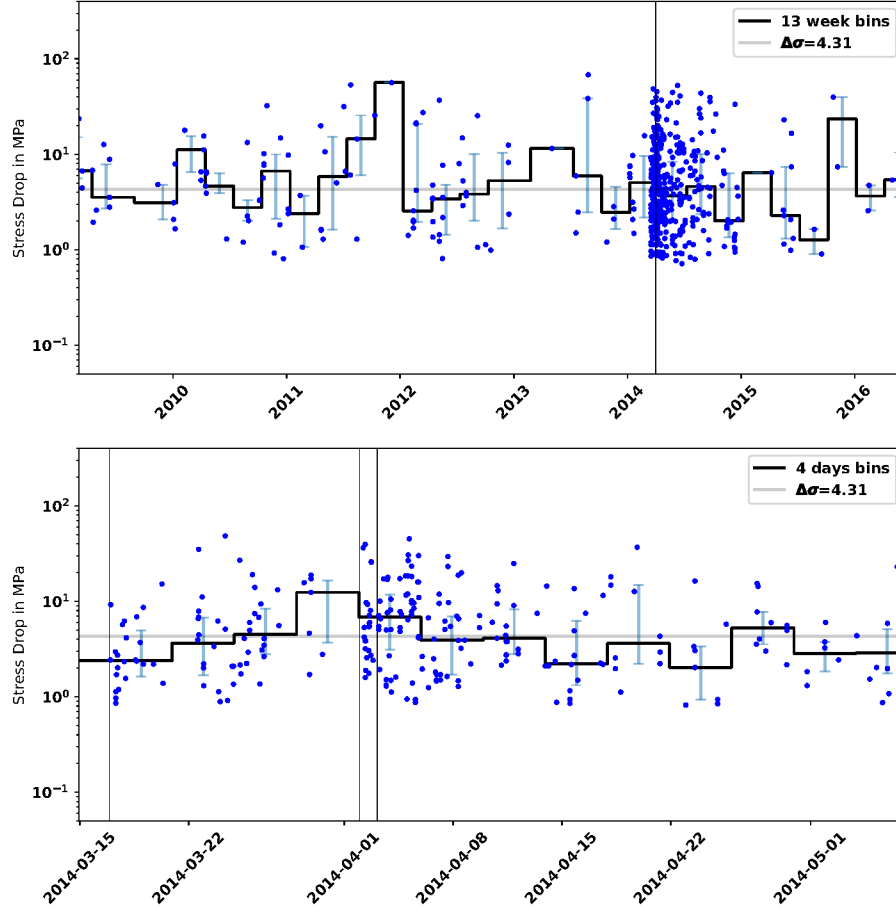 13 week bins
Δσ=4.31
Stress Drop in MPa
10²
10¹
10⁰
10⁻¹
2010 2011 2012 2013 2014 2015 2016
4 days bins
Δσ=4.31
Stress Drop in MPa
10²
10¹
10⁰
10⁻¹
2014-03-15 2014-03-22 2014-04-01 2014-04-08 2014-04-15 2014-04-22 2014-05-01